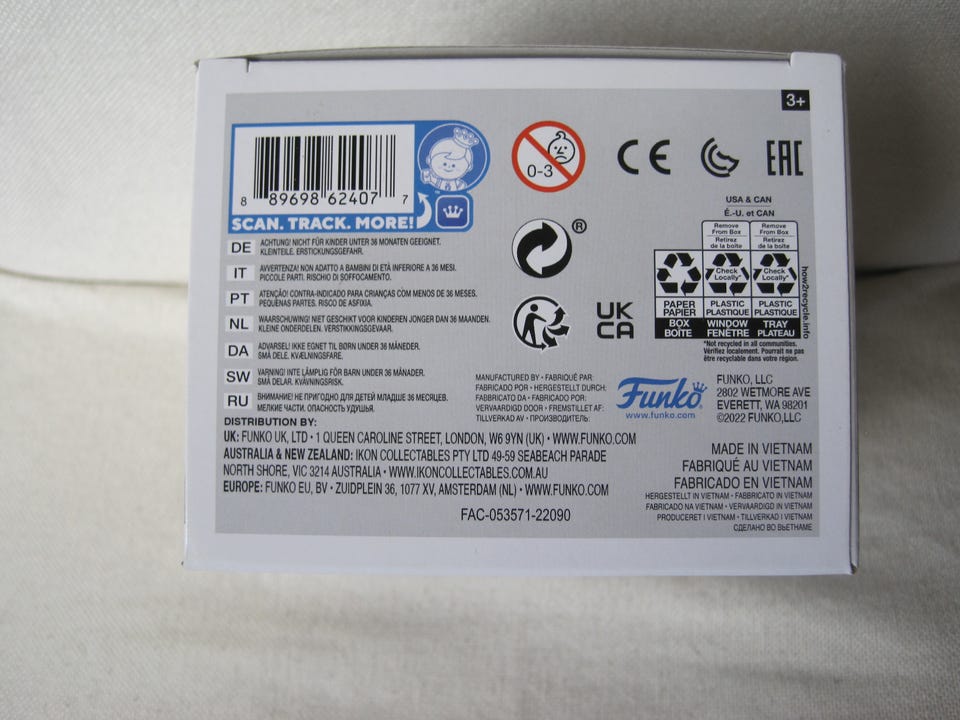 3+
8 89698 62407 7
SCAN. TRACK. MORE!
0-3
CE
EAC
®
UK
CA
USA & CAN
É.-U. et CAN
Remove From Box Remove From Box
Retirez de la boîte Retirez de la boîte
Check Locally* Check Locally*
PAPER PLASTIC PLASTIC
PAPIER PLASTIQUE PLASTIQUE
BOX WINDOW TRAY
BOÎTE FENÊTRE PLATEAU
how2recycle.info
*Not recycled in all communities.
Vérifiez localement. Pourrait ne pas
être recyclable dans votre région.
DE ACHTUNG! NICHT FÜR KINDER UNTER 36 MONATEN GEEIGNET.
KLEINTEILE. ERSTICKUNGSGEFAHR.
IT AVVERTENZA! NON ADATTO A BAMBINI DI ETÀ INFERIORE A 36 MESI.
PICCOLE PARTI. RISCHIO DI SOFFOCAMENTO.
PT ATENÇÃO! CONTRA-INDICADO PARA CRIANÇAS COM MENOS DE 36 MESES.
PEQUENAS PARTES. RISCO DE ASFIXIA.
NL WAARSCHUWING! NIET GESCHIKT VOOR KINDEREN JONGER DAN 36 MAANDEN.
KLEINE ONDERDELEN. VERSTIKKINGSGEVAAR.
DA ADVARSEL! IKKE EGNET TIL BØRN UNDER 36 MÅNEDER.
SMÅ DELE. KVÆLNINGSFARE.
SW VARNING! INTE LÄMPLIG FÖR BARN UNDER 36 MÅNADER.
SMÅ DELAR. KVÄVNINGSRISK.
RU ВНИМАНИЕ! НЕ ПРИГОДНО ДЛЯ ДЕТЕЙ МЛАДШЕ 36 МЕСЯЦЕВ.
МЕЛКИЕ ЧАСТИ. ОПАСНОСТЬ УДУШЬЯ.
MANUFACTURED BY • FABRIQUÉ PAR:
FABRICADO POR • HERGESTELLT DURCH:
FABBRICATO DA • FABRICADO POR:
VERVAARDIGD DOOR • FREMSTILLET AF:
TILLVERKAD AV • ПРОИЗВОДИТЕЛЬ:
Funko®
www.funko.com
FUNKO, LLC
2802 WETMORE AVE
EVERETT, WA 98201
©2022 FUNKO,LLC
DISTRIBUTION BY:
UK: FUNKO UK, LTD • 1 QUEEN CAROLINE STREET, LONDON, W6 9YN (UK) • WWW.FUNKO.COM
AUSTRALIA & NEW ZEALAND: IKON COLLECTABLES PTY LTD 49-59 SEABEACH PARADE
NORTH SHORE, VIC 3214 AUSTRALIA • WWW.IKONCOLLECTABLES.COM.AU
EUROPE: FUNKO EU, BV • ZUIDPLEIN 36, 1077 XV, AMSTERDAM (NL) • WWW.FUNKO.COM
FAC-053571-22090
MADE IN VIETNAM
FABRIQUÉ AU VIETNAM
FABRICADO EN VIETNAM
HERGESTELLT IN VIETNAM • FABBRICATO IN VIETNAM
FABRICADO NA VIETNAM • VERVAARDIGD IN VIETNAM
PRODUCERET I VIETNAM • TILLVERKAD I VIETNAM
СДЕЛАНО ВО ВЬЕТНАМЕ